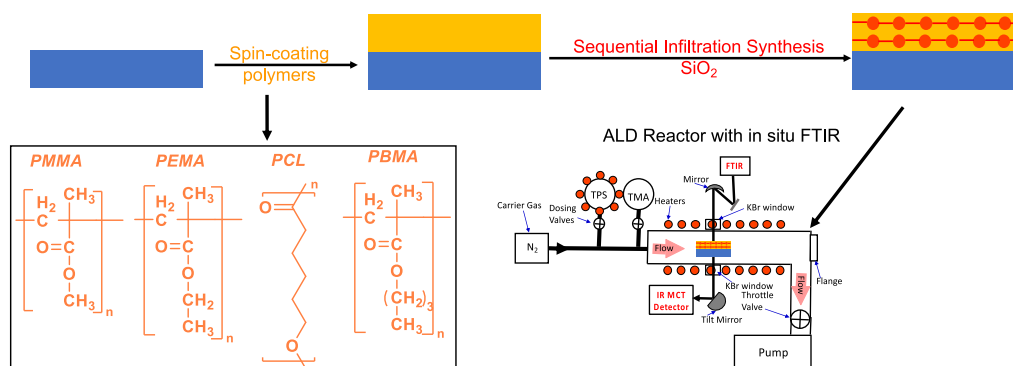 Spin-coating
polymers
Sequential Infiltration Synthesis
SiO2
PMMA
PEMA
PCL
PBMA
H2
C
CH3
C
O=C
O
CH3
n
H2
C
CH3
C
O=C
O
CH2
CH3
n
n
O
O
H2
C
CH3
C
O=C
O
( )3
CH3
n
ALD Reactor with in situ FTIR
FTIR
Mirror
TPS
TMA
Heaters
KBr window
Carrier Gas
Dosing
Valves
N2
Flow
Flow
Flange
KBr window
Throttle
Valve
IR MCT
Detector
Tilt Mirror
Pump